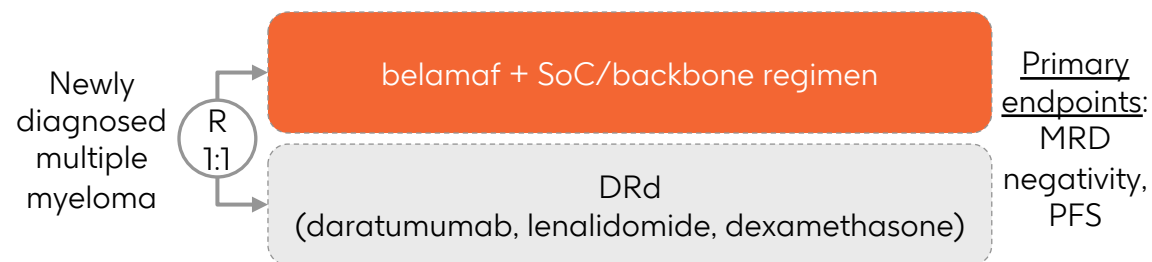 Newly
diagnosed
multiple
myeloma
R
1:1
belamaf + SoC/backbone regimen
DRd
(daratumumab, lenalidomide, dexamethasone)
Primary
endpoints:
MRD
negativity,
PFS